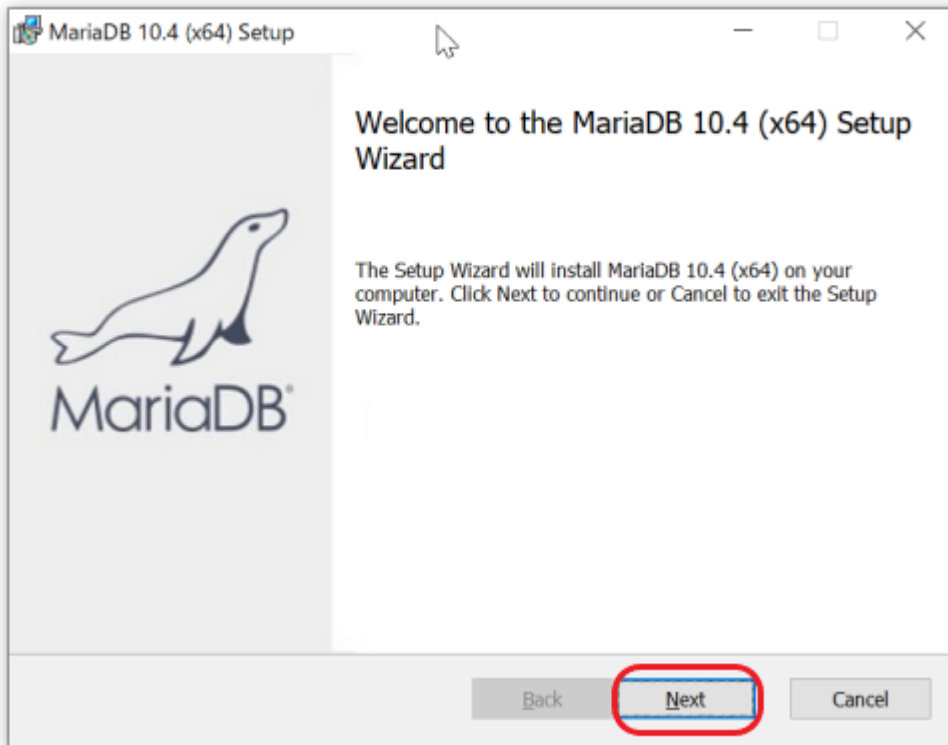 MariaDB 10.4 (x64) Setup
Welcome to the MariaDB 10.4 (x64) Setup
Wizard
The Setup Wizard will install MariaDB 10.4 (x64) on your
computer. Click Next to continue or Cancel to exit the Setup
Wizard.
MariaDB®
Back
Next
Cancel